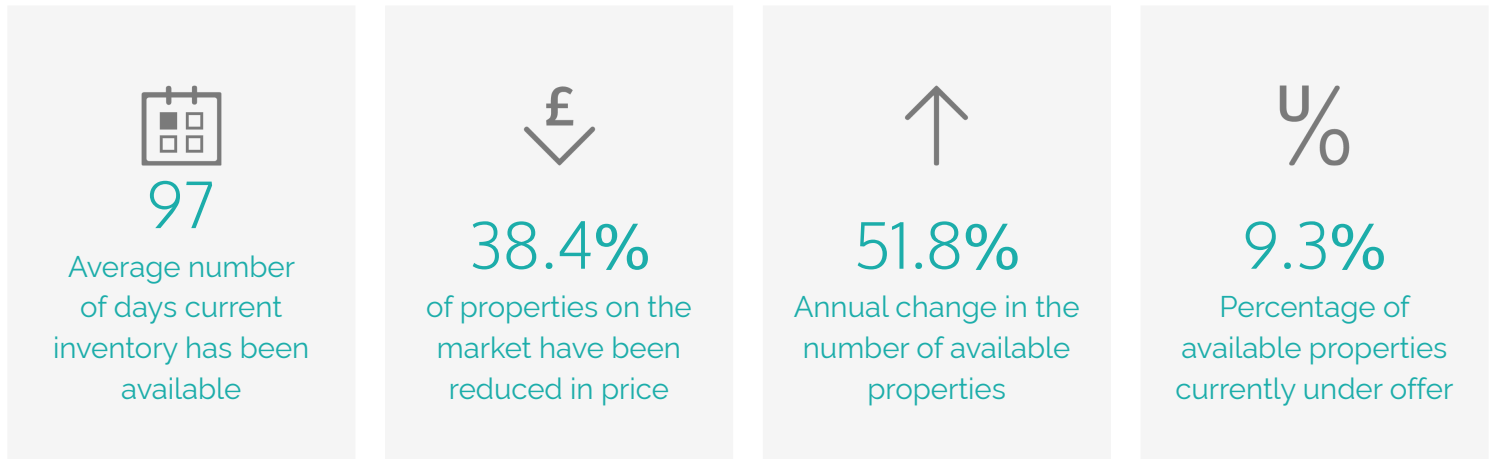 97
Average number
of days current
inventory has been
available
£
38.4%
of properties on the
market have been
reduced in price
51.8%
Annual change in the
number of available
properties
U/O
9.3%
Percentage of
available properties
currently under offer